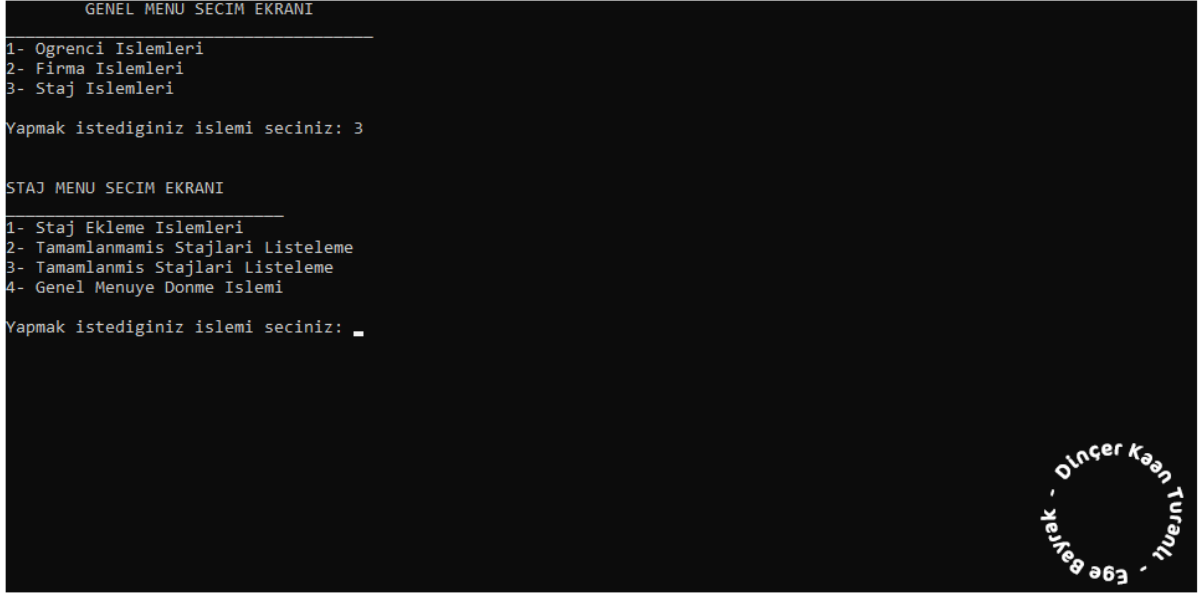 GENEL MENU SECIM EKRANI
_____________________________________
1- Ogrenci Islemleri
2- Firma Islemleri
3- Staj Islemleri
Yapmak istediginiz islemi seciniz: 3
STAJ MENU SECIM EKRANI
____________________________
1- Staj Ekleme Islemleri
2- Tamamlanmamis Stajlari Listeleme
3- Tamamlanmis Stajlari Listeleme
4- Genel Menuye Donme Islemi
Yapmak istediginiz islemi seciniz: _
Dinçer Kaan Turanlı - Ege Bayrak -